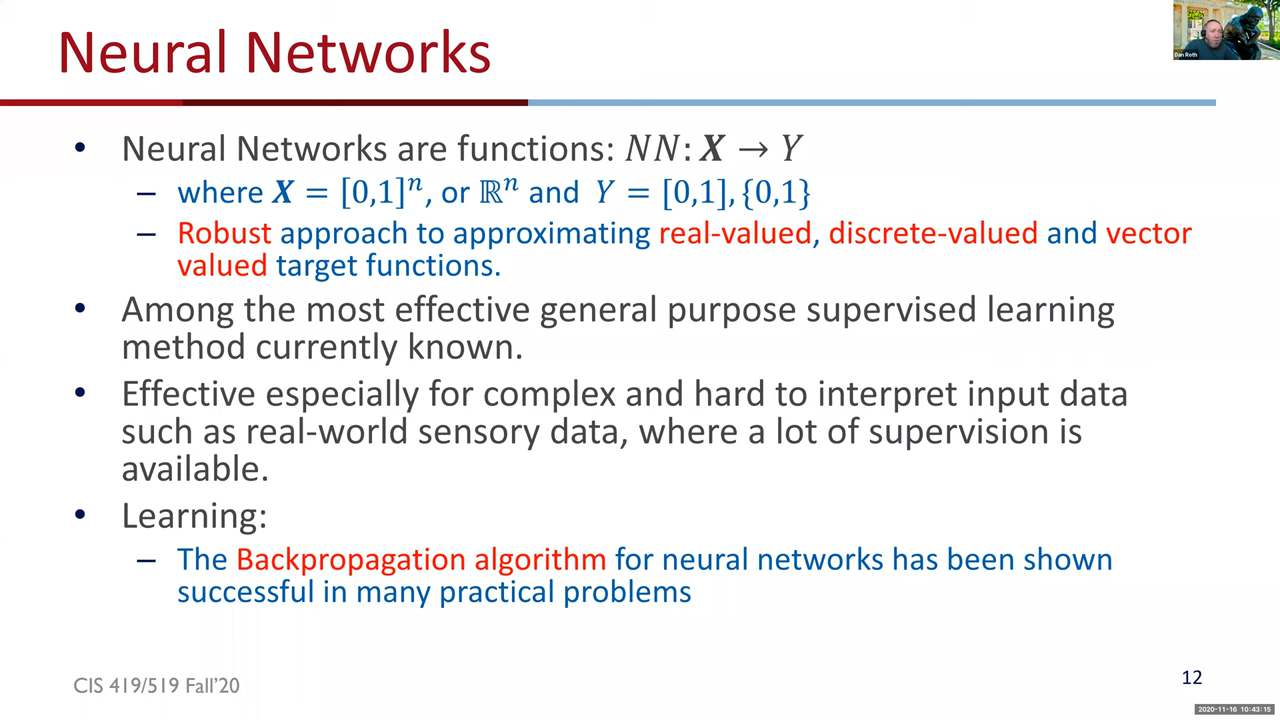 Neural Networks
Dan Roth
• Neural Networks are functions: 𝑁𝑁: 𝑿 → 𝑌
– where 𝑿 = [0,1]ⁿ, or ℝⁿ and 𝑌 = [0,1], {0,1}
– Robust approach to approximating real-valued, discrete-valued and vector
valued target functions.
• Among the most effective general purpose supervised learning
method currently known.
• Effective especially for complex and hard to interpret input data
such as real-world sensory data, where a lot of supervision is
available.
• Learning:
– The Backpropagation algorithm for neural networks has been shown
successful in many practical problems
CIS 419/519 Fall’20
12
2020-11-16 10:43:15